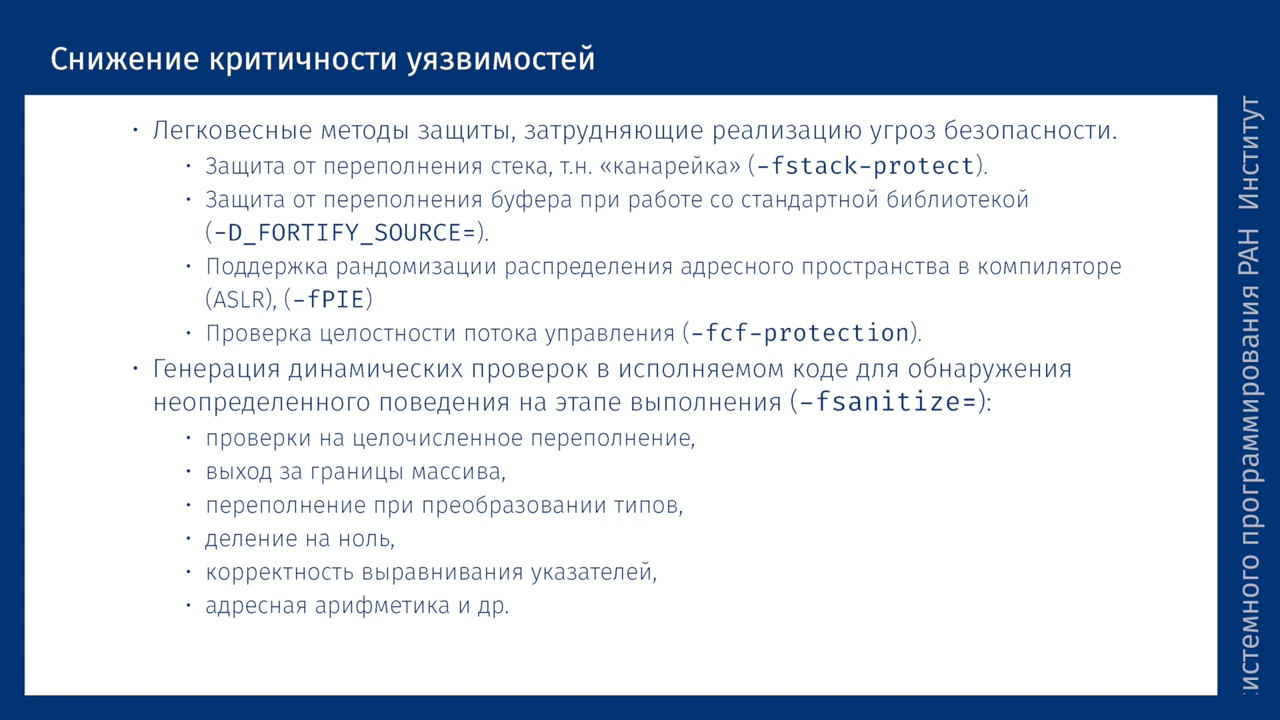 Снижение критичности уязвимостей
• Легковесные методы защиты, затрудняющие реализацию угроз безопасности.
• Защита от переполнения стека, т.н. «канарейка» (-fstack-protect).
• Защита от переполнения буфера при работе со стандартной библиотекой
(-D_FORTIFY_SOURCE=).
• Поддержка рандомизации распределения адресного пространства в компиляторе
(ASLR), (-fPIE)
• Проверка целостности потока управления (-fcf-protection).
• Генерация динамических проверок в исполняемом коде для обнаружения
неопределенного поведения на этапе выполнения (-fsanitize=):
• проверки на целочисленное переполнение,
• выход за границы массива,
• переполнение при преобразовании типов,
• деление на ноль,
• корректность выравнивания указателей,
• адресная арифметика и др.
истемного программирования РАН Институт